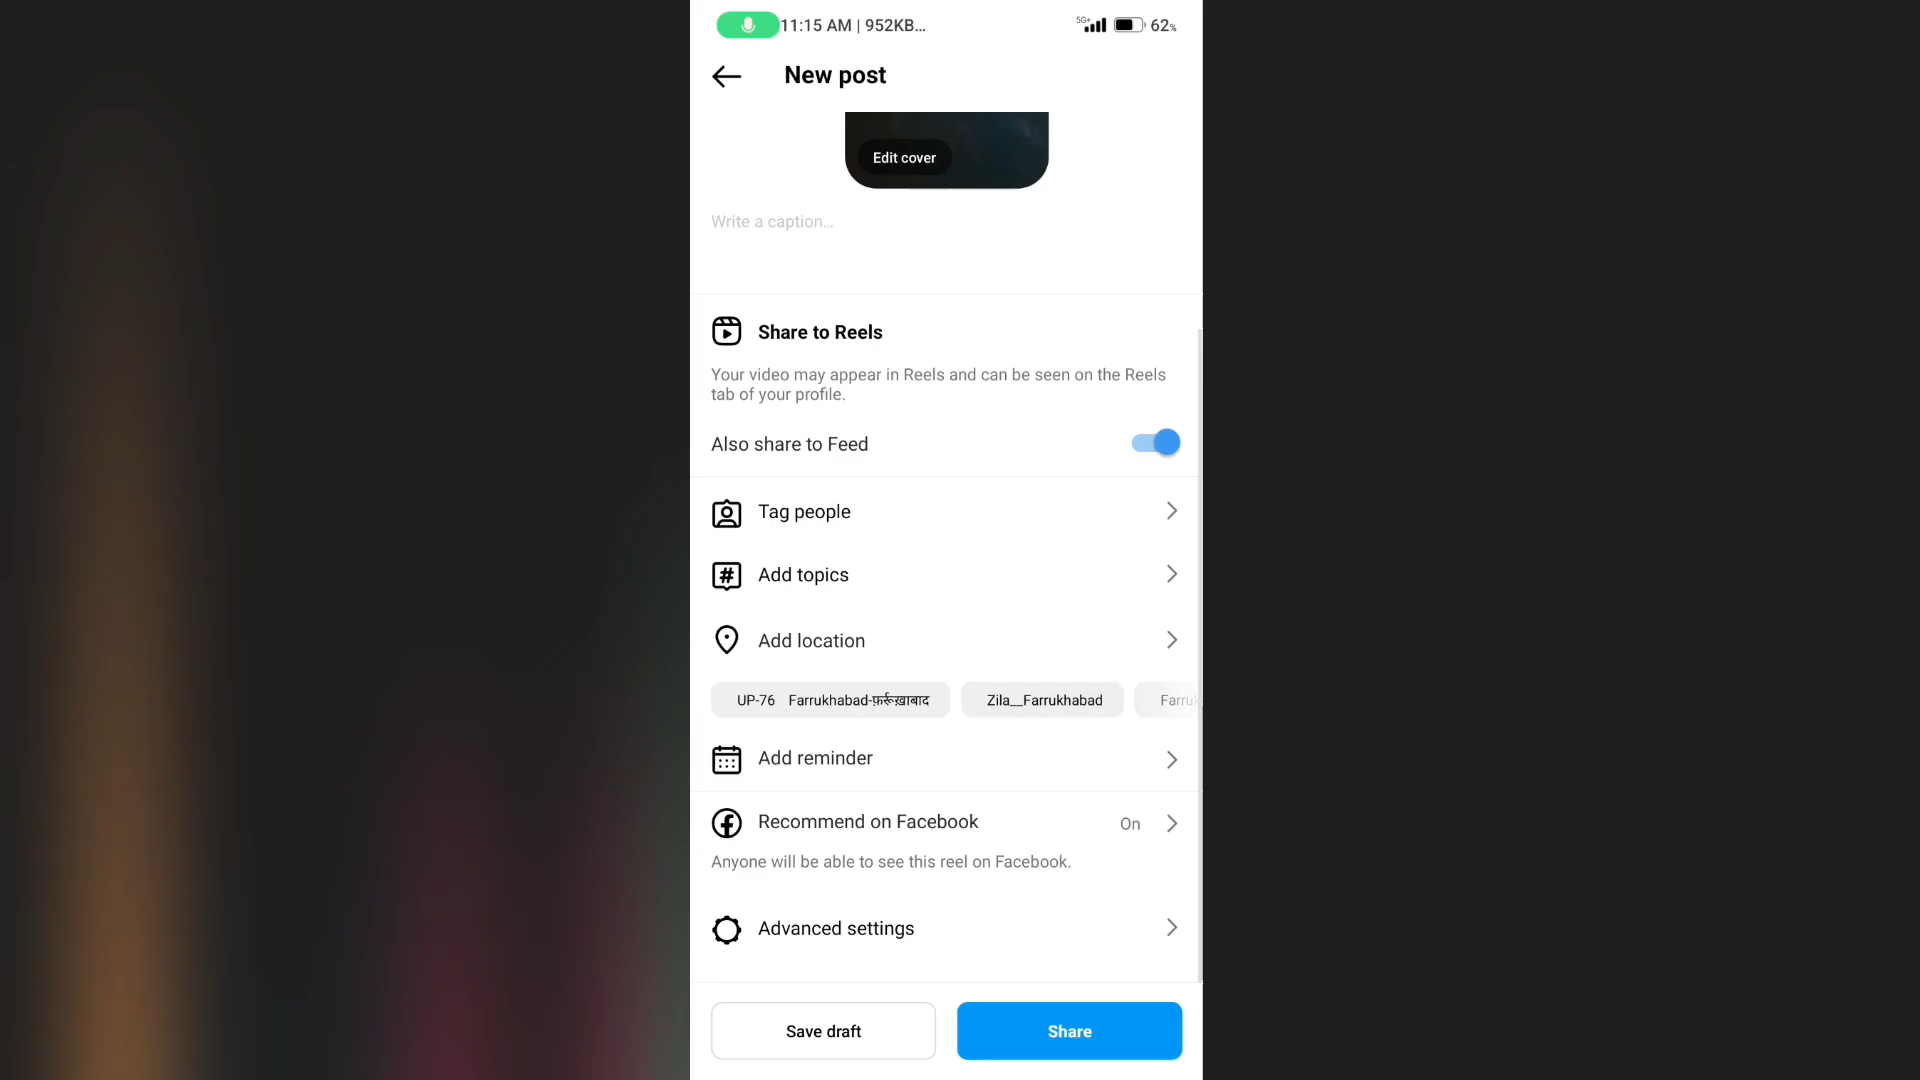 11:15 AM | 952KB... 5G+ 62%
New post
Edit cover
Write a caption...
Share to Reels
Your video may appear in Reels and can be seen on the Reels
tab of your profile.
Also share to Feed
Tag people
Add topics
Add location
UP-76 Farrukhabad-फ़र्रूख़ाबाद Zila__Farrukhabad
Add reminder
Recommend on Facebook On
Anyone will be able to see this reel on Facebook.
Advanced settings
Save draft Share